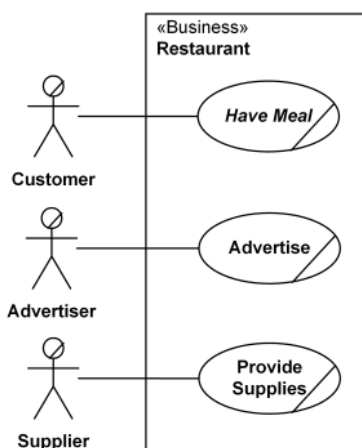 «Business»
Restaurant
Have Meal
Customer
Advertise
Advertiser
Provide
Supplies
Supplier